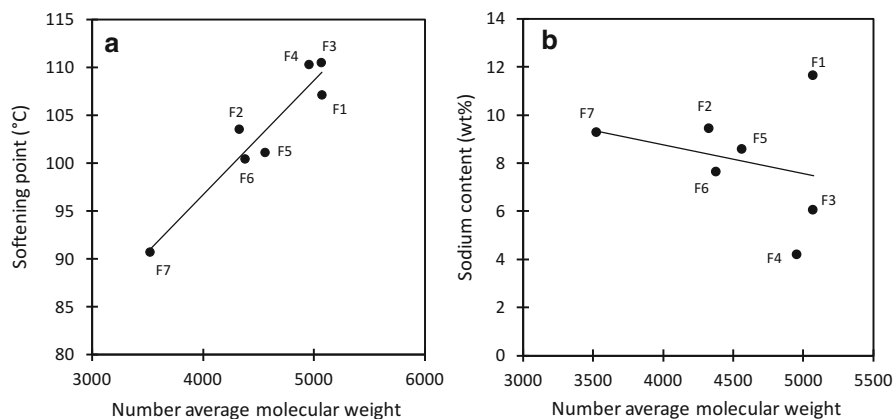 a
Softening point (°C)
115
110
105
100
95
90
85
80
F4
F3
F1
F2
F5
F6
F7
3000
4000
5000
6000
Number average molecular weight
b
Sodium content (wt%)
14
12
10
8
6
4
2
0
F1
F7
F2
F5
F6
F3
F4
3000
3500
4000
4500
5000
5500
Number average molecular weight